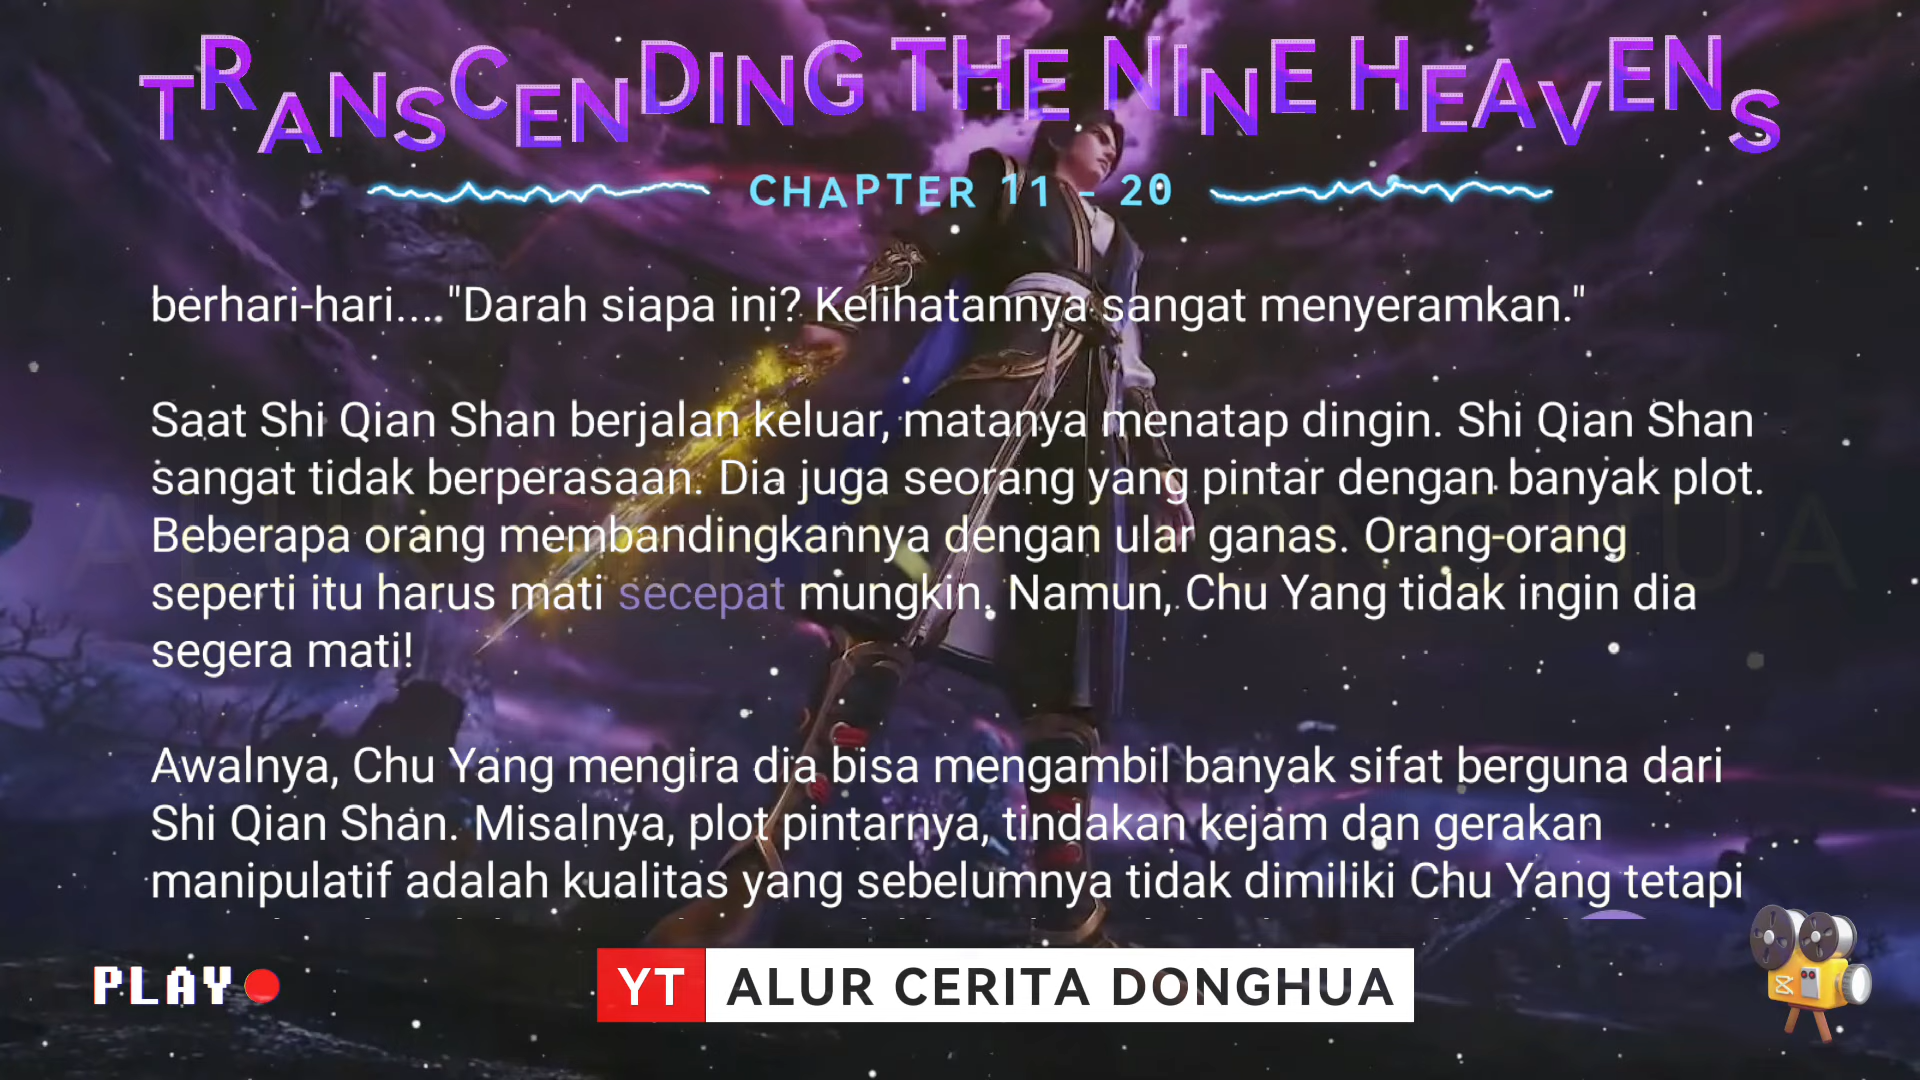 TRANSCENDING THE NINE HEAVENS
CHAPTER 11 - 20
berhari-hari...."Darah siapa ini? Kelihatannya sangat menyeramkan."
Saat Shi Qian Shan berjalan keluar, matanya menatap dingin. Shi Qian Shan
sangat tidak berperasaan. Dia juga seorang yang pintar dengan banyak plot.
Beberapa orang membandingkannya dengan ular ganas. Orang-orang
seperti itu harus mati secepat mungkin. Namun, Chu Yang tidak ingin dia
segera mati!
Awalnya, Chu Yang mengira dia bisa mengambil banyak sifat berguna dari
Shi Qian Shan. Misalnya, plot pintarnya, tindakan kejam dan gerakan
manipulatif adalah kualitas yang sebelumnya tidak dimiliki Chu Yang tetapi
PLAY
YT ALUR CERITA DONGHUA